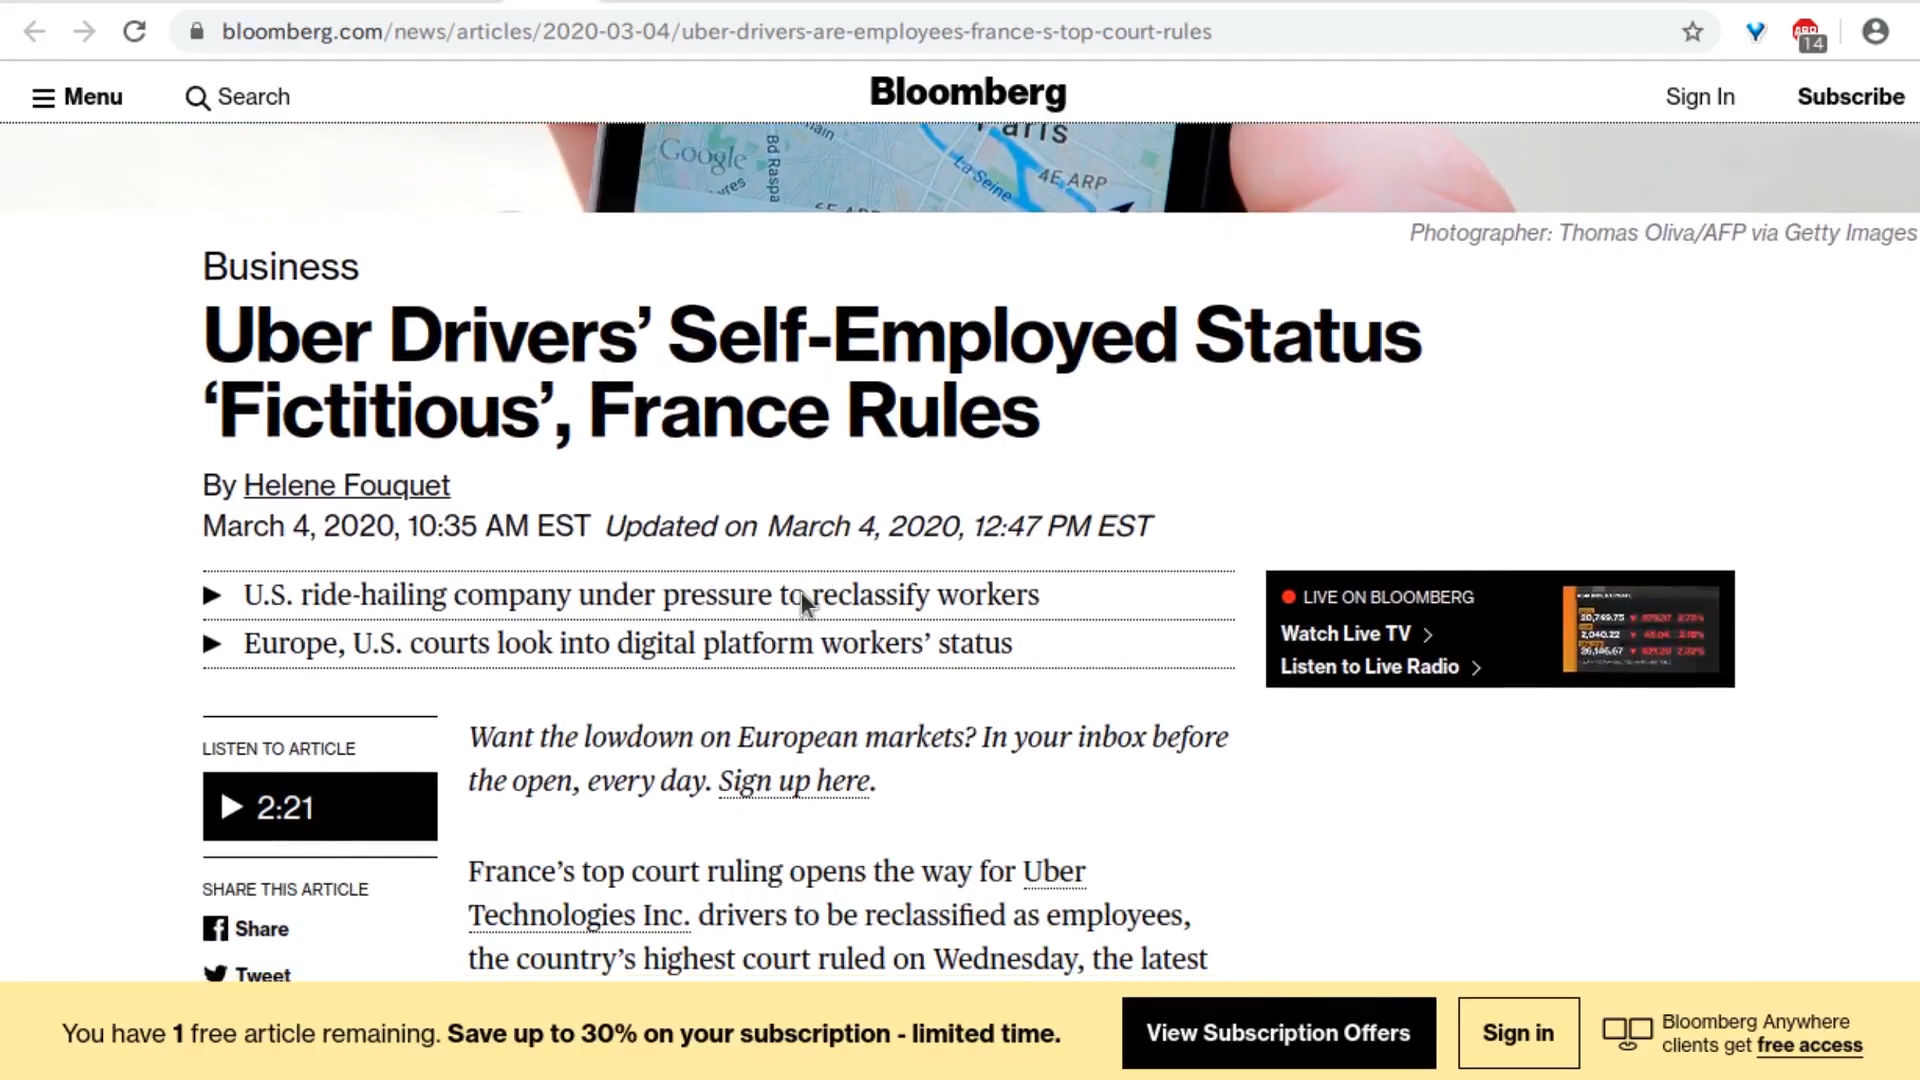 bloomberg.com/news/articles/2020-03-04/uber-drivers-are-employees-france-s-top-court-rules
14
Menu
Search
Bloomberg
Sign In
Subscribe
aris
Google
Bd Raspa
La Seine
4E ARP
Photographer: Thomas Oliva/AFP via Getty Images
Business
Uber Drivers’ Self-Employed Status
‘Fictitious’, France Rules
By Helene Fouquet
March 4, 2020, 10:35 AM EST Updated on March 4, 2020, 12:47 PM EST
U.S. ride-hailing company under pressure to reclassify workers
Europe, U.S. courts look into digital platform workers’ status
LIVE ON BLOOMBERG
Watch Live TV
Listen to Live Radio
LISTEN TO ARTICLE
2:21
SHARE THIS ARTICLE
Share
Tweet
Want the lowdown on European markets? In your inbox before
the open, every day. Sign up here.
France’s top court ruling opens the way for Uber
Technologies Inc. drivers to be reclassified as employees,
the country’s highest court ruled on Wednesday, the latest
You have 1 free article remaining. Save up to 30% on your subscription - limited time.
View Subscription Offers
Sign in
Bloomberg Anywhere
clients get free access